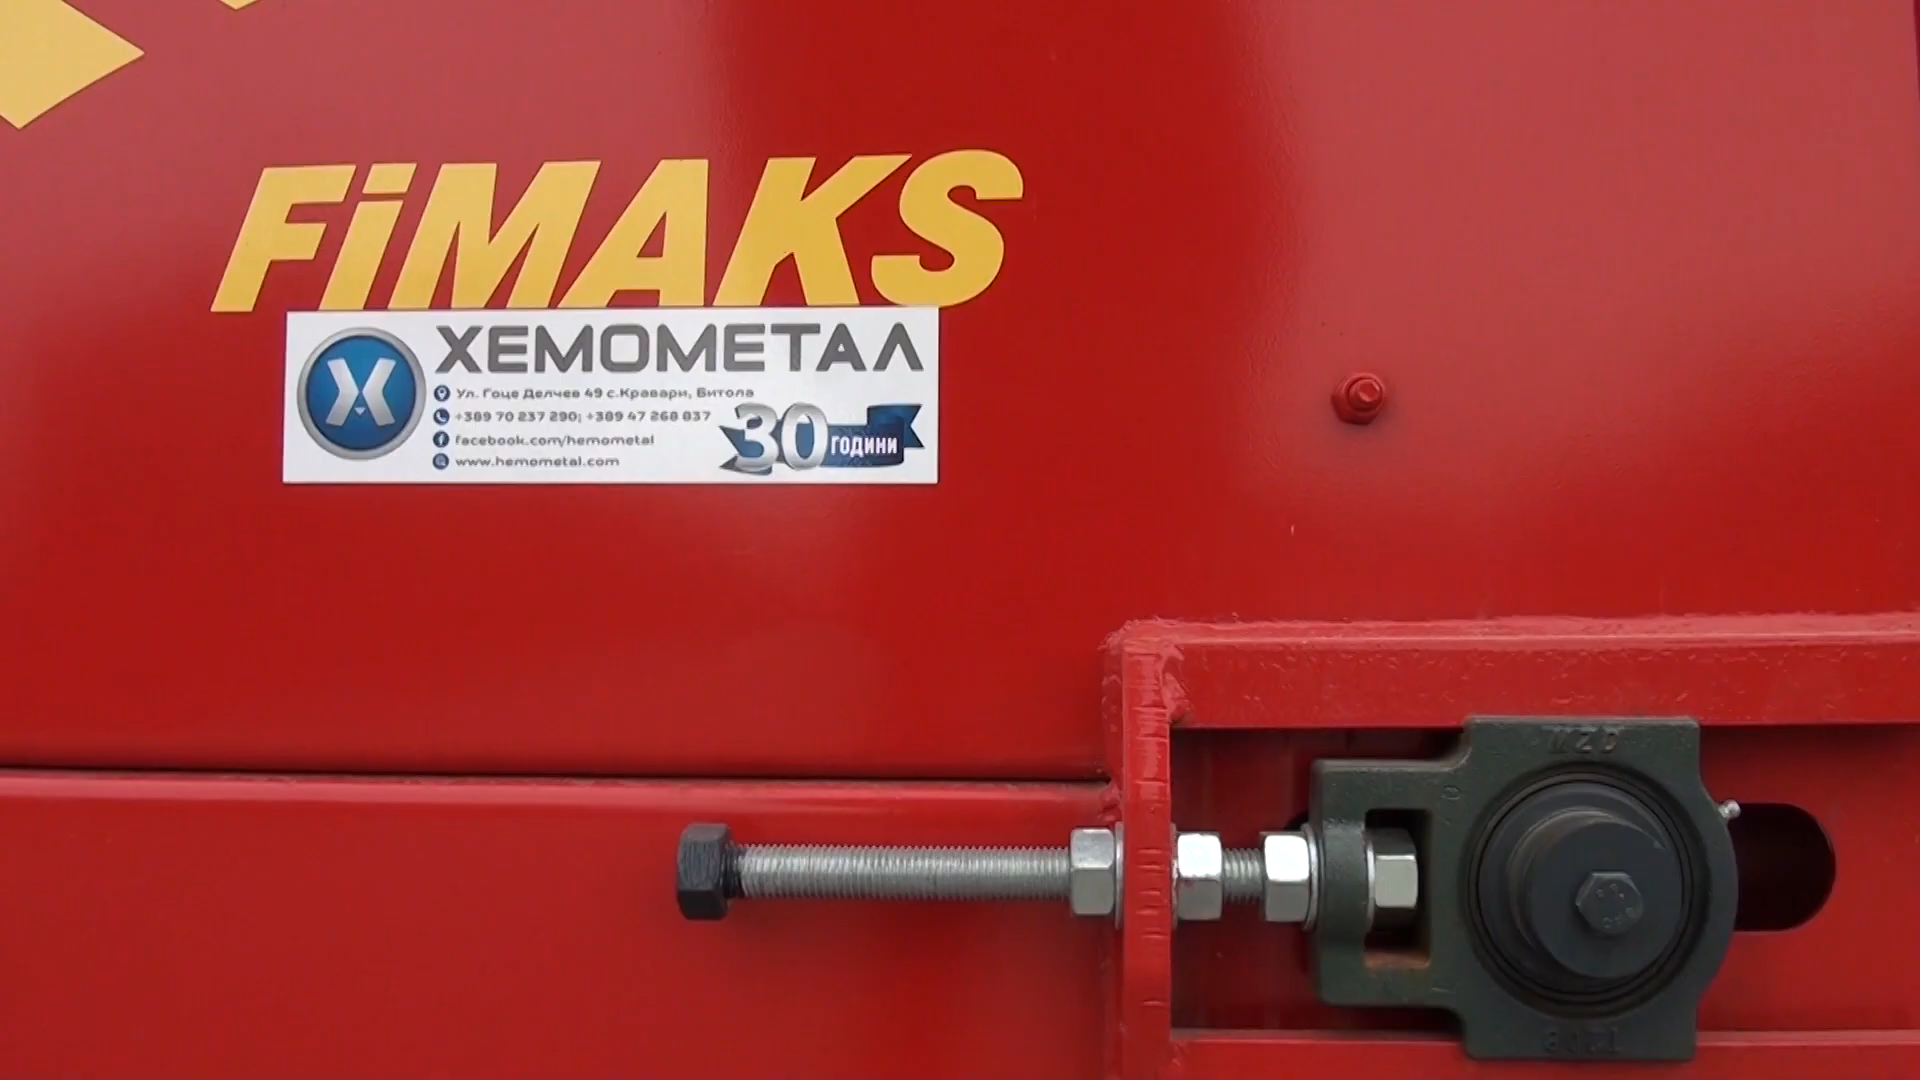 FiMAKS
ХЕМОМЕТАЛ
Ул. Гоце Делчев 49 с.Кравари, Битола
+389 70 237 290; +389 47 268 837
facebook.com/hemometal
www.hemometal.com
30 ГОДИНИ